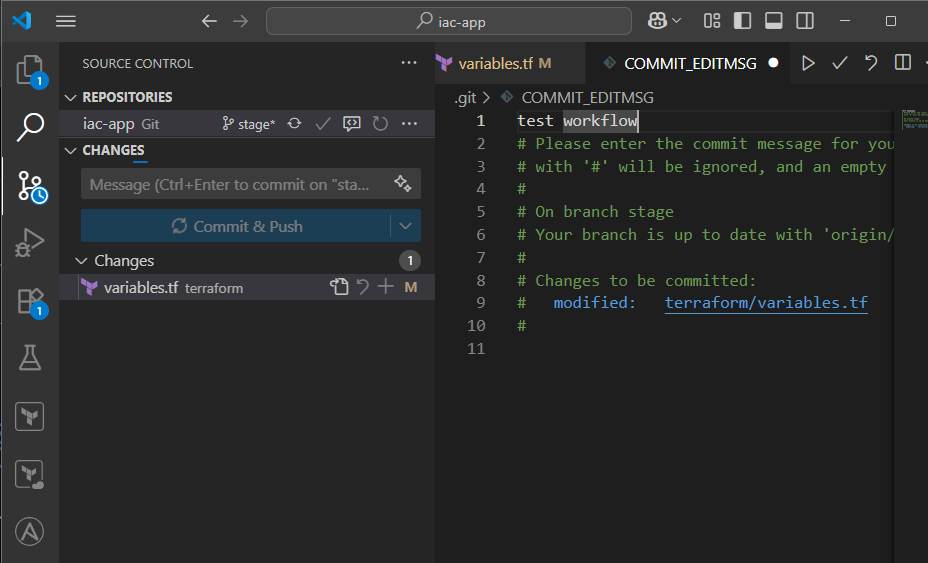 iac-app
SOURCE CONTROL
REPOSITORIES
iac-app Git stage*
CHANGES
Message (Ctrl+Enter to commit on "sta...
Commit & Push
Changes 1
variables.tf terraform M
1
1
variables.tf M
COMMIT_EDITMSG
.git > COMMIT_EDITMSG
1 test workflow
2 # Please enter the commit message for you
3 # with '#' will be ignored, and an empty
4 #
5 # On branch stage
6 # Your branch is up to date with 'origin/
7 #
8 # Changes to be committed:
9 # modified: terraform/variables.tf
10 #
11